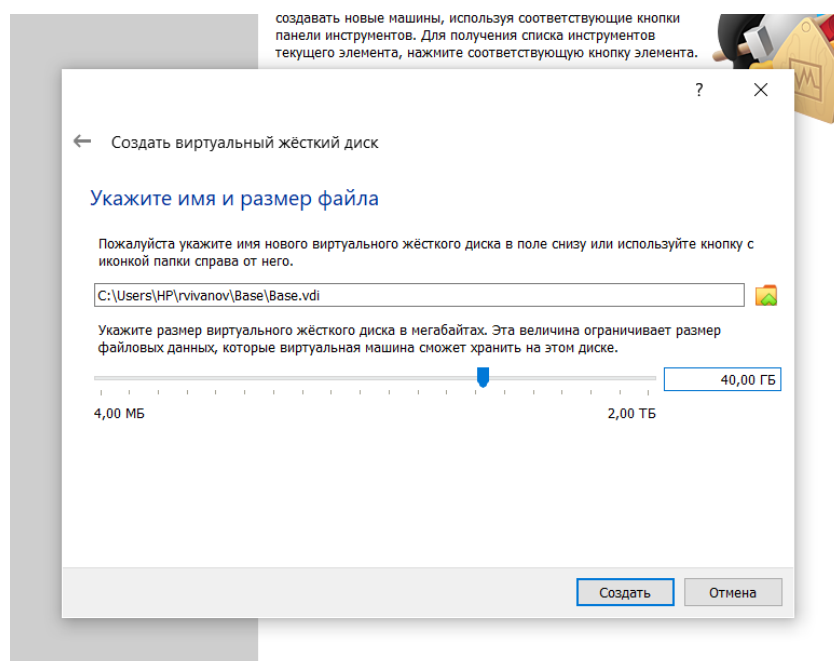 создавать новые машины, используя соответствующие кнопки
панели инструментов. Для получения списка инструментов
текущего элемента, нажмите соответствующую кнопку элемента.
?
Создать виртуальный жёсткий диск
Укажите имя и размер файла
Пожалуйста укажите имя нового виртуального жёсткого диска в поле снизу или используйте кнопку с
иконкой папки справа от него.
C:\Users\HP\rvivanov\Base\Base.vdi
Укажите размер виртуального жёсткого диска в мегабайтах. Эта величина ограничивает размер
файловых данных, которые виртуальная машина сможет хранить на этом диске.
40,00 ГБ
4,00 МБ 2,00 ТБ
Создать Отмена